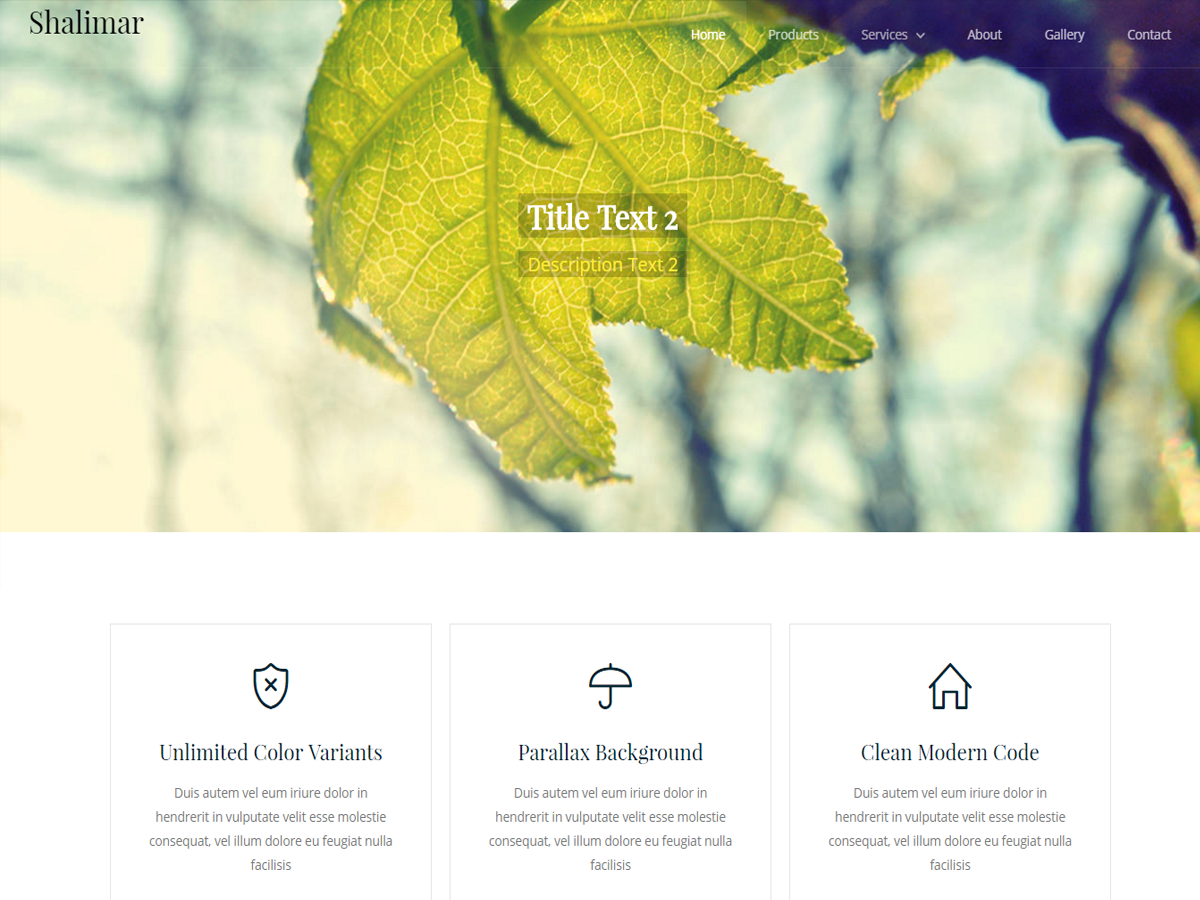 Shalimar
Home Products Services About Gallery Contact
Title Text 2
Description Text 2
Unlimited Color Variants
Duis autem vel eum iriure dolor in
hendrerit in vulputate velit esse molestie
consequat, vel illum dolore eu feugiat nulla
facilisis
Parallax Background
Duis autem vel eum iriure dolor in
hendrerit in vulputate velit esse molestie
consequat, vel illum dolore eu feugiat nulla
facilisis
Clean Modern Code
Duis autem vel eum iriure dolor in
hendrerit in vulputate velit esse molestie
consequat, vel illum dolore eu feugiat nulla
facilisis